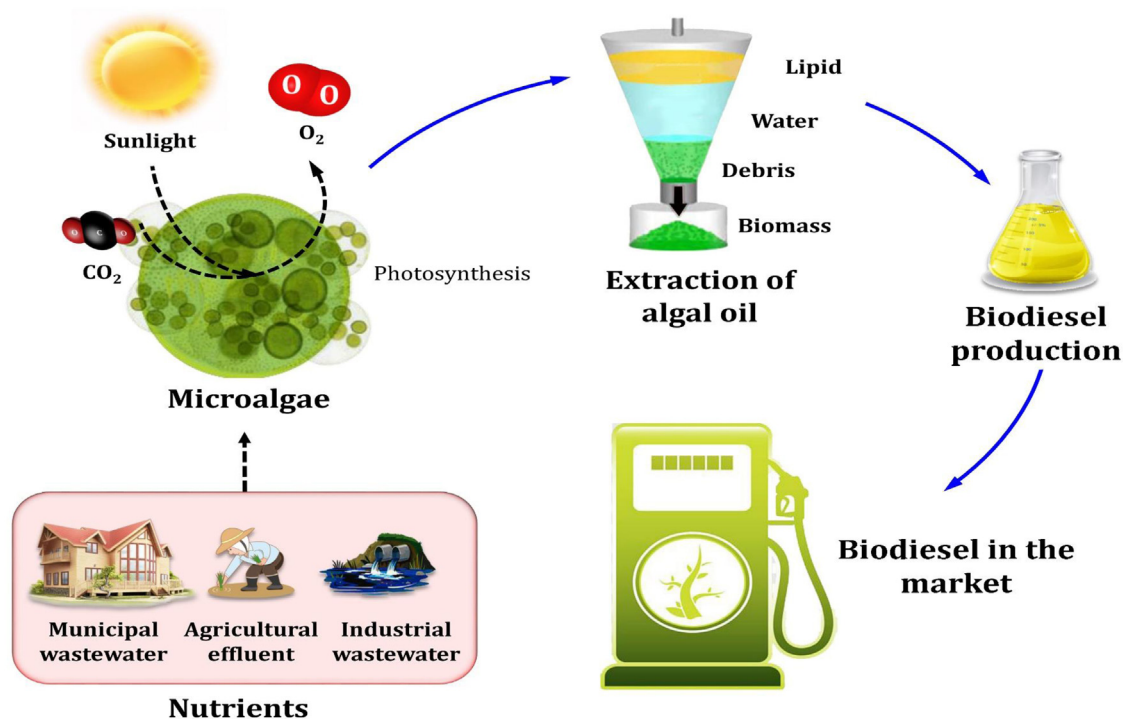 Sunlight
O O
O₂
O C O
CO₂
Photosynthesis
Microalgae
Municipal
wastewater
Agricultural
effluent
Industrial
wastewater
Nutrients
Lipid
Water
Debris
Biomass
Extraction of
algal oil
Biodiesel
production
Biodiesel in the
market